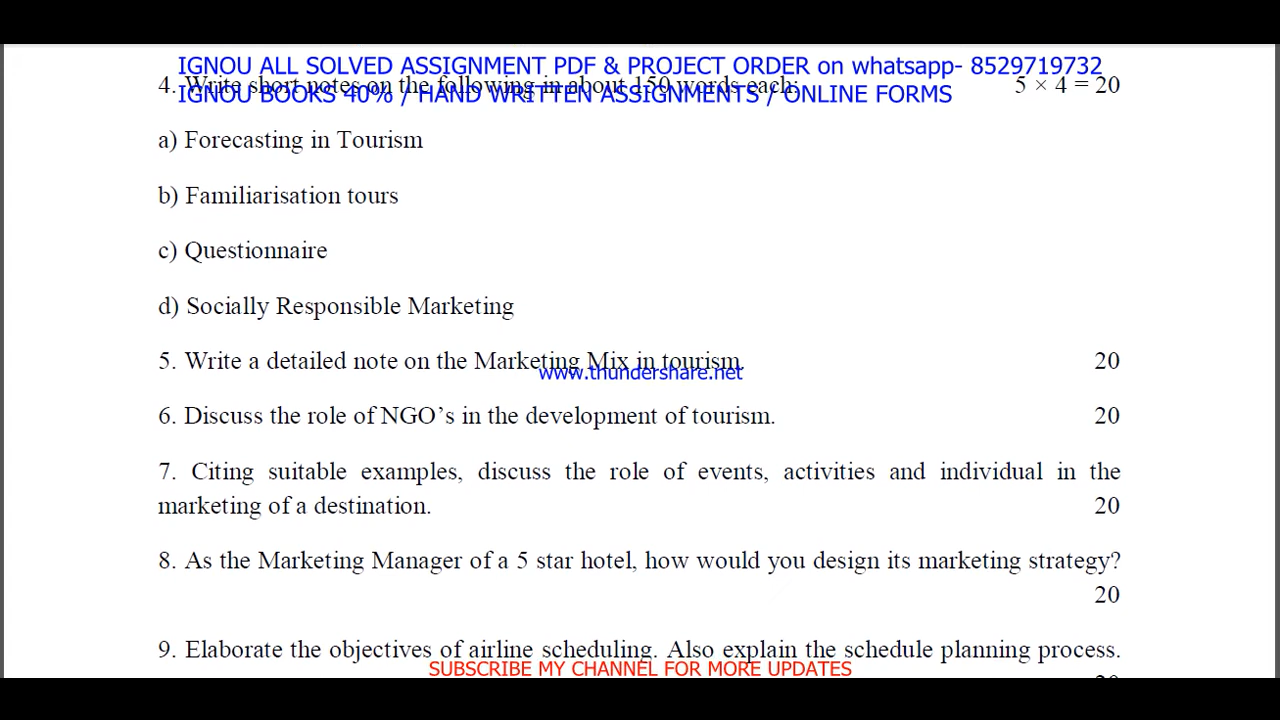 IGNOU ALL SOLVED ASSIGNMENT PDF & PROJECT ORDER on whatsapp- 8529719732
4. Write short notes on the following in about 150 words each: 5 × 4 = 20
IGNOU BOOKS 40% / HAND WRITTEN ASSIGNMENTS / ONLINE FORMS
a) Forecasting in Tourism
b) Familiarisation tours
c) Questionnaire
d) Socially Responsible Marketing
5. Write a detailed note on the Marketing Mix in tourism. 20
www.thundershare.net
6. Discuss the role of NGO’s in the development of tourism. 20
7. Citing suitable examples, discuss the role of events, activities and individual in the
marketing of a destination. 20
8. As the Marketing Manager of a 5 star hotel, how would you design its marketing strategy?
20
9. Elaborate the objectives of airline scheduling. Also explain the schedule planning process.
SUBSCRIBE MY CHANNEL FOR MORE UPDATES